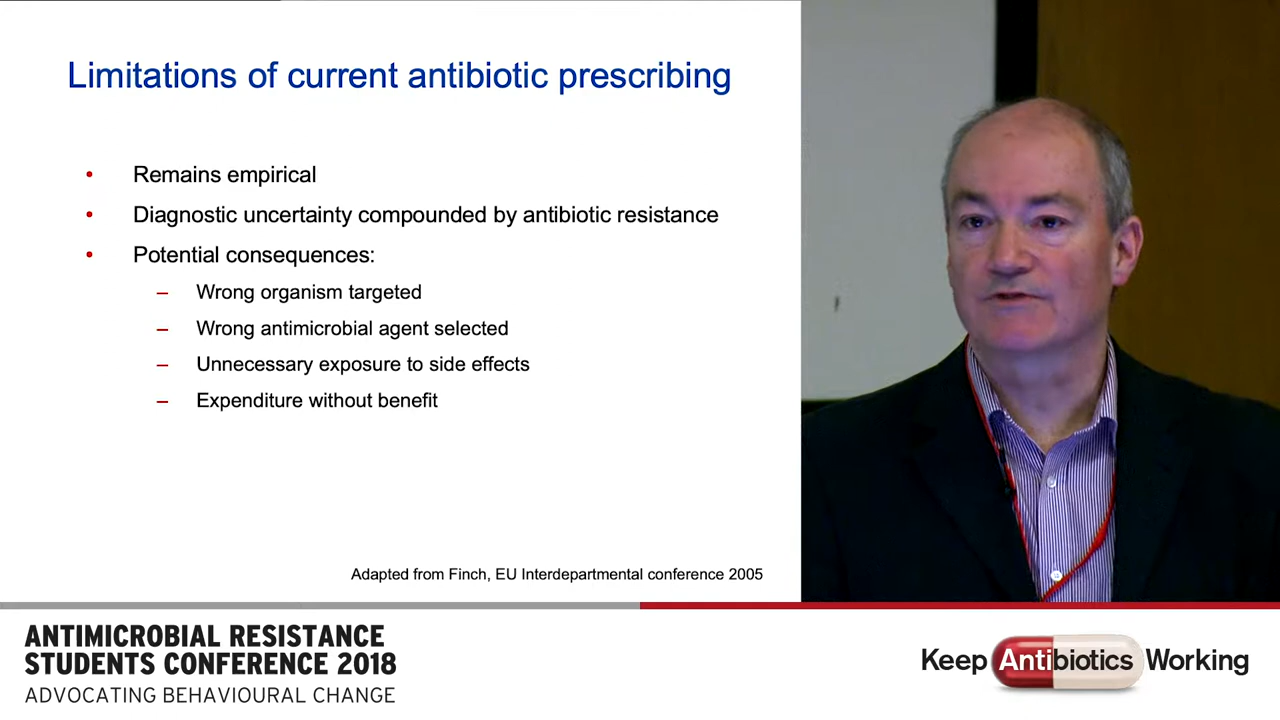 Limitations of current antibiotic prescribing
• Remains empirical
• Diagnostic uncertainty compounded by antibiotic resistance
• Potential consequences:
– Wrong organism targeted
– Wrong antimicrobial agent selected
– Unnecessary exposure to side effects
– Expenditure without benefit
Adapted from Finch, EU Interdepartmental conference 2005
ANTIMICROBIAL RESISTANCE
STUDENTS CONFERENCE 2018
ADVOCATING BEHAVIOURAL CHANGE
Keep Antibiotics Working